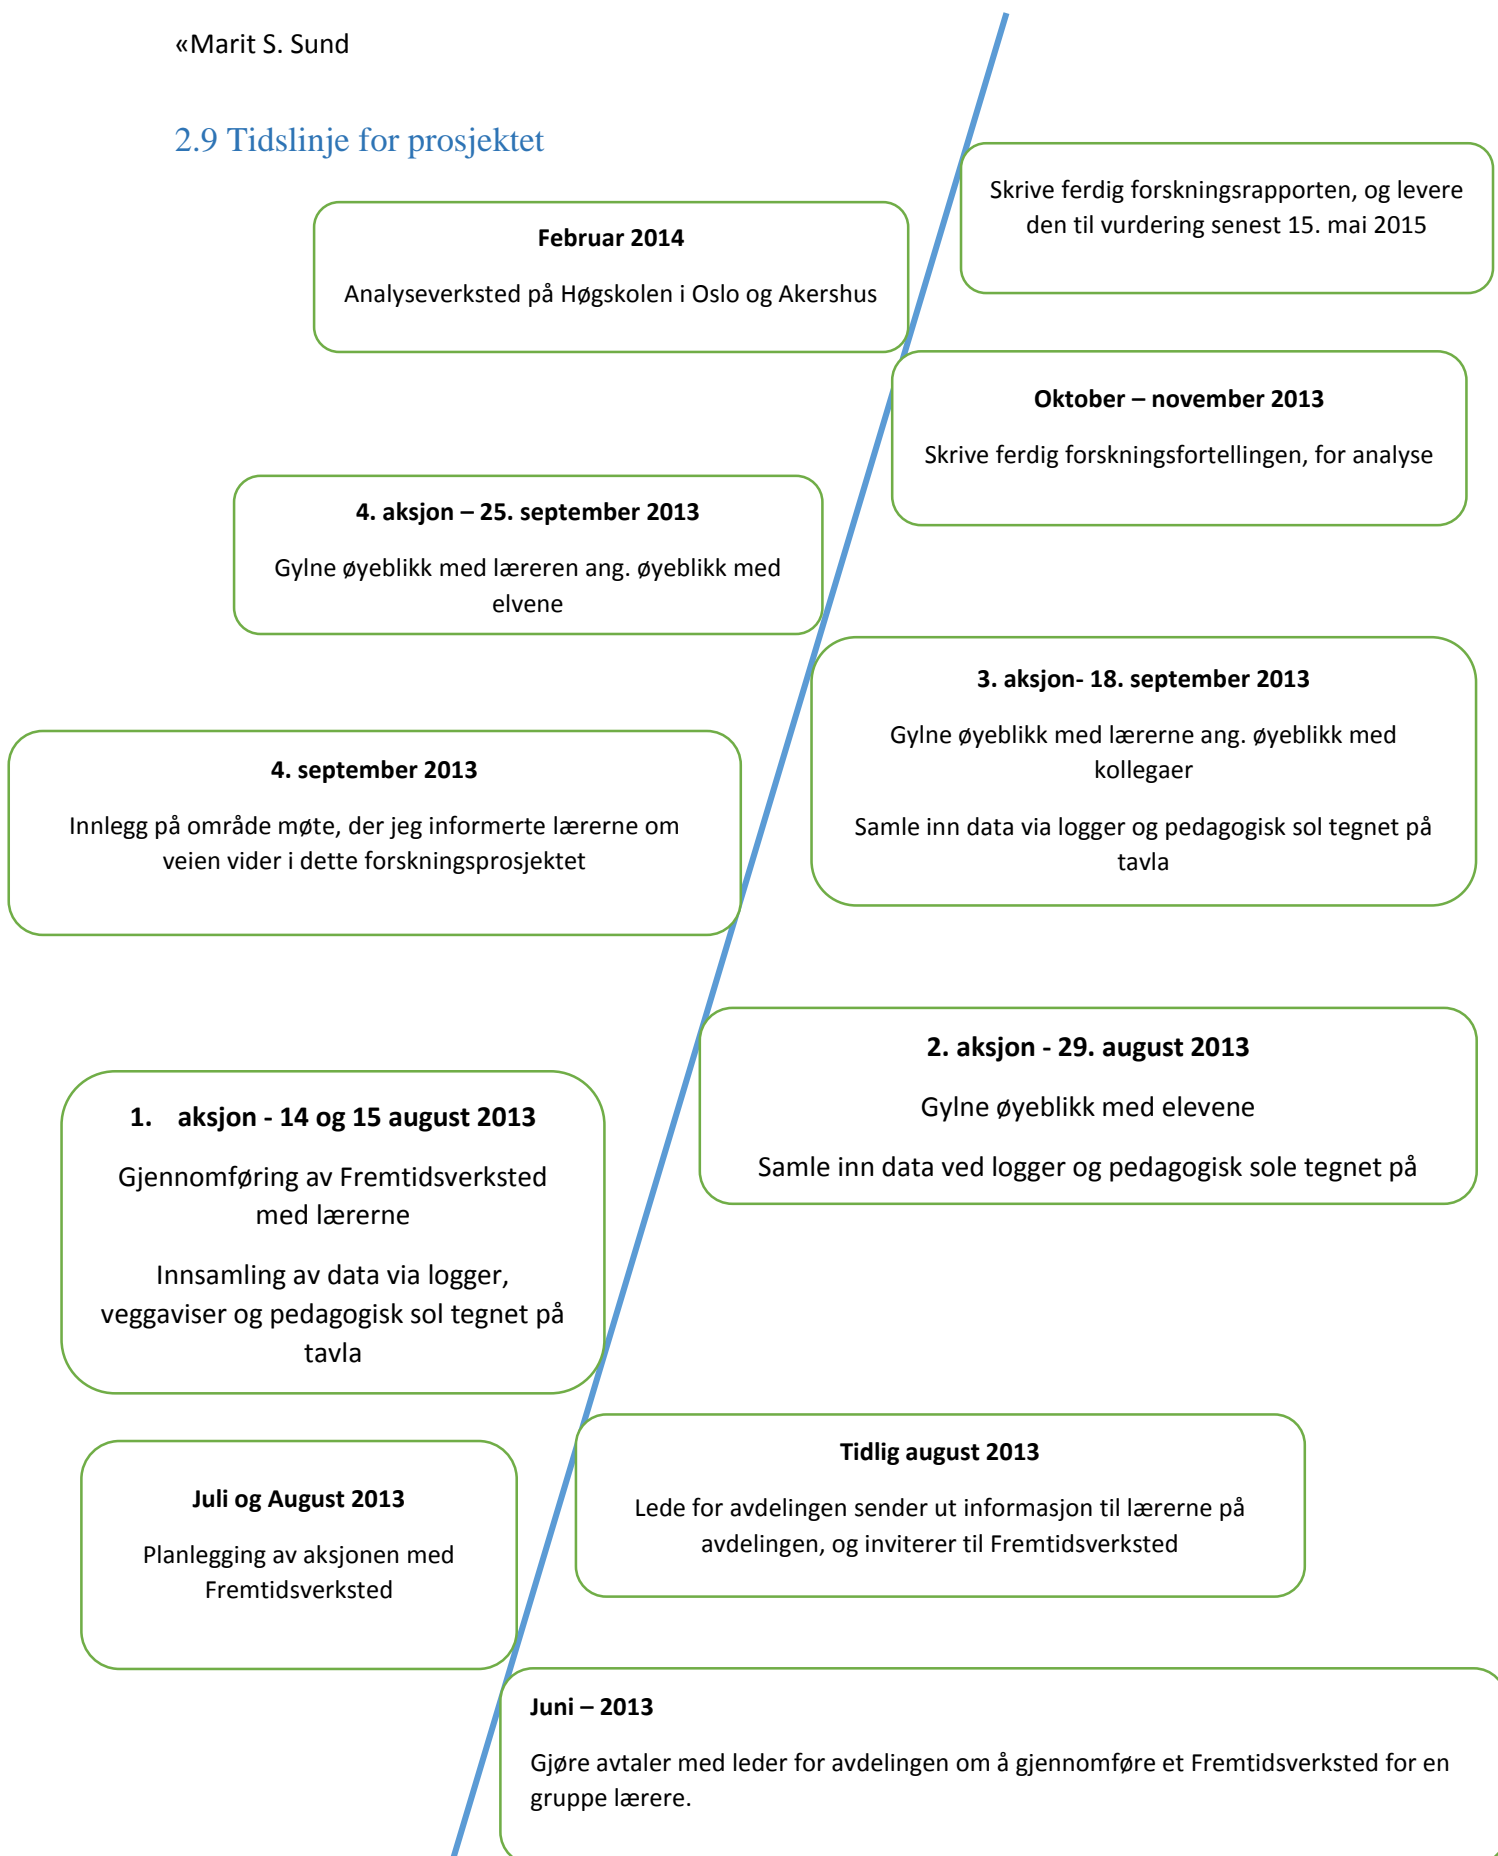 «Marit S. Sund
2.9 Tidslinje for prosjektet
Skrive ferdig forskningsrapporten, og levere
den til vurdering senest 15. mai 2015
Februar 2014
Analyseverksted på Høgskolen i Oslo og Akershus
Oktober – november 2013
Skrive ferdig forskningsfortellingen, for analyse
4. aksjon – 25. september 2013
Gylne øyeblikk med læreren ang. øyeblikk med
elvene
3. aksjon- 18. september 2013
Gylne øyeblikk med lærerne ang. øyeblikk med
kollegaer
Samle inn data via logger og pedagogisk sol tegnet på
tavla
4. september 2013
Innlegg på område møte, der jeg informerte lærerne om
veien vider i dette forskningsprosjektet
2. aksjon - 29. august 2013
Gylne øyeblikk med elevene
Samle inn data ved logger og pedagogisk sole tegnet på
1. aksjon - 14 og 15 august 2013
Gjennomføring av Fremtidsverksted
med lærerne
Innsamling av data via logger,
veggaviser og pedagogisk sol tegnet på
tavla
Tidlig august 2013
Lede for avdelingen sender ut informasjon til lærerne på
avdelingen, og inviterer til Fremtidsverksted
Juli og August 2013
Planlegging av aksjonen med
Fremtidsverksted
Juni – 2013
Gjøre avtaler med leder for avdelingen om å gjennomføre et Fremtidsverksted for en
gruppe lærere.